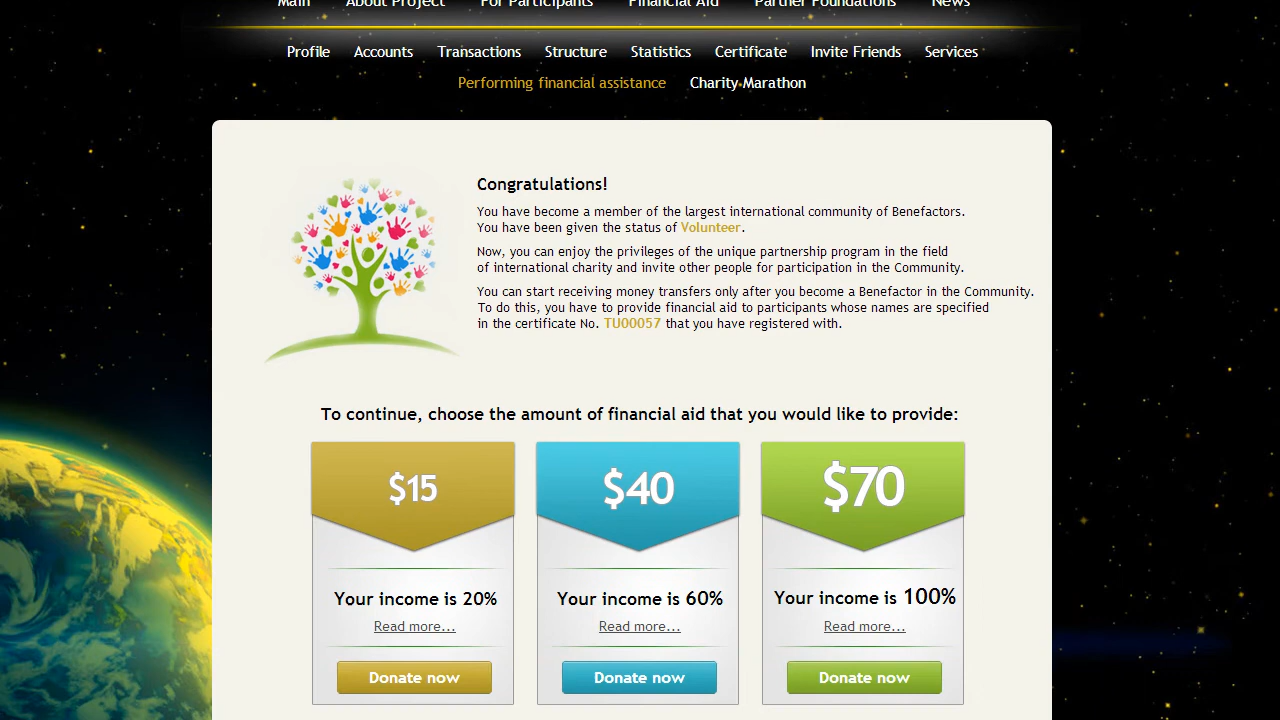 Main About Project For Participants Financial Aid Partner Foundations News
Profile Accounts Transactions Structure Statistics Certificate Invite Friends Services
Performing financial assistance Charity Marathon
Congratulations!
You have become a member of the largest international community of Benefactors.
You have been given the status of Volunteer.
Now, you can enjoy the privileges of the unique partnership program in the field
of international charity and invite other people for participation in the Community.
You can start receiving money transfers only after you become a Benefactor in the Community.
To do this, you have to provide financial aid to participants whose names are specified
in the certificate No. TU00057 that you have registered with.
To continue, choose the amount of financial aid that you would like to provide:
$15 $40 $70
Your income is 20% Your income is 60% Your income is 100%
Read more... Read more... Read more...
Donate now Donate now Donate now